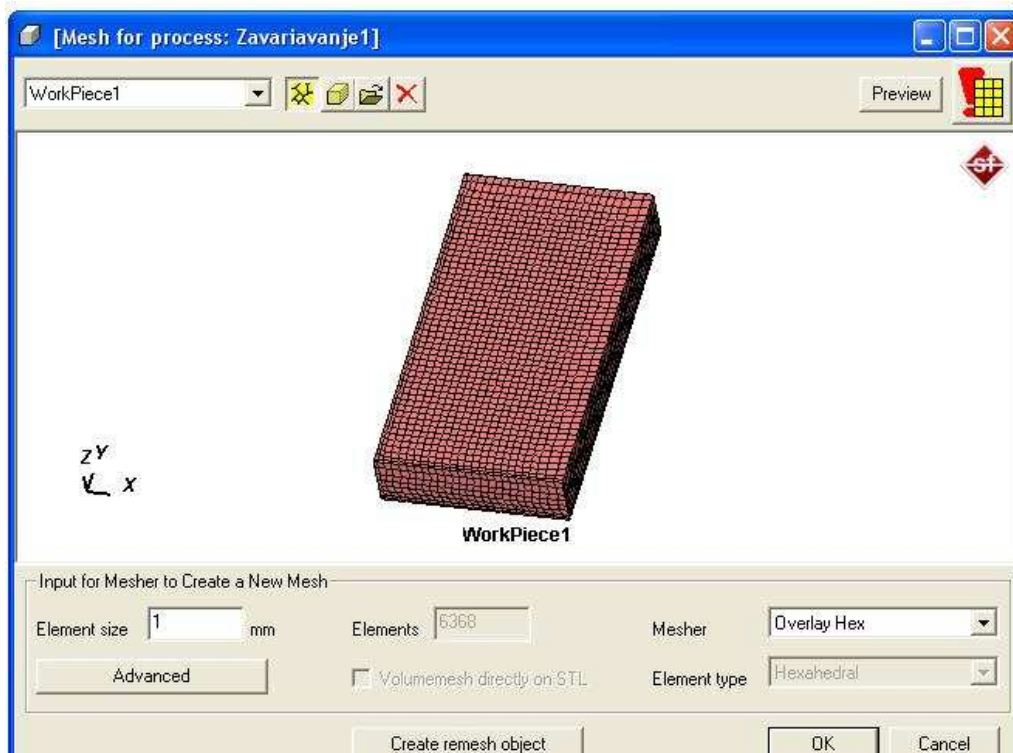 [Mesh for process: Zavariavanje1]
WorkPiece1 Preview
sf
Z Y
X
WorkPiece1
Input for Mesher to Create a New Mesh
Element size 1 mm Elements 6368 Mesher Overlay Hex
Advanced Volumemesh directly on STL Element type Hexahedral
Create remesh object OK Cancel